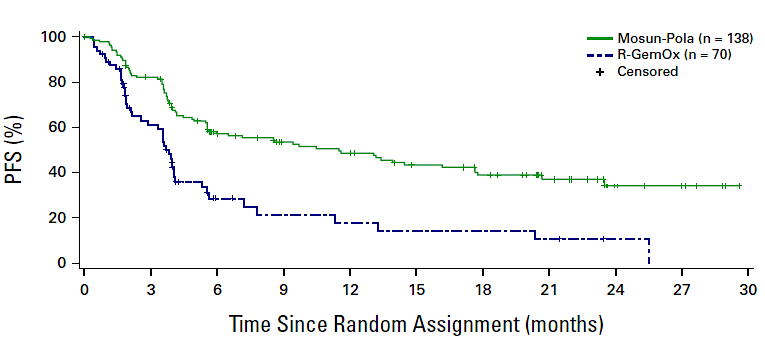 100
80
60
40
20
0
PFS (%)
Mosun-Pola (n = 138)
R-GemOx (n = 70)
Censored
0 3 6 9 12 15 18 21 24 27 30
Time Since Random Assignment (months)